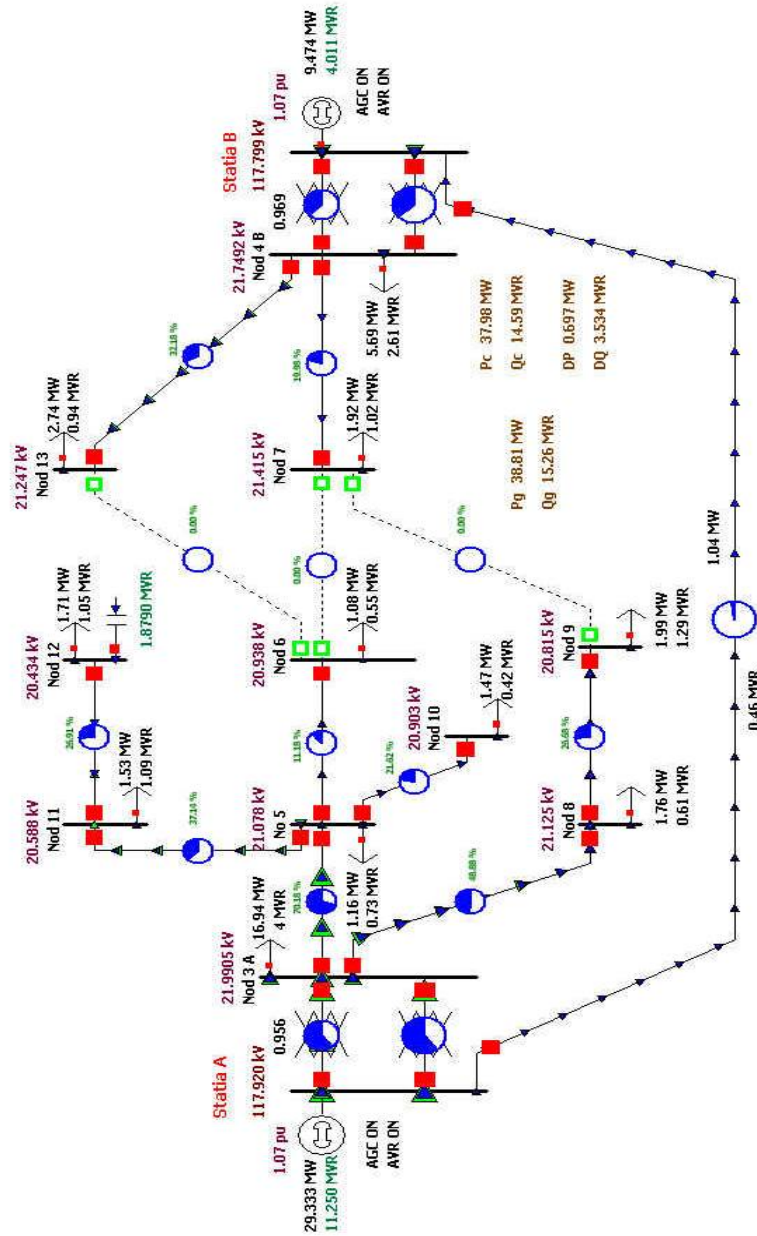 Statia A
117.920 kV
1.07 pu
29.333 MW
11.250 MVR
AGC ON
AVR ON
0.956
21.9905 kV
Nod 3 A
16.94 MW
4 MVR
70.18 %
1.16 MW
0.73 MVR
48.88 %
37.14 %
20.588 kV
Nod 11
1.53 MW
1.09 MVR
26.91 %
20.434 kV
Nod 12
1.71 MW
1.05 MVR
1.8790 MVR
21.078 kV
No 5
11.18 %
21.62 %
20.903 kV
Nod 10
1.47 MW
0.42 MVR
21.125 kV
Nod 8
1.76 MW
0.61 MVR
26.68 %
20.815 kV
Nod 9
1.99 MW
1.29 MVR
20.938 kV
Nod 6
1.08 MW
0.55 MVR
0.00 %
0.00 %
0.00 %
21.247 kV
Nod 13
2.74 MW
0.94 MVR
21.415 kV
Nod 7
1.92 MW
1.02 MVR
32.18 %
19.98 %
21.7492 kV
Nod 4 B
5.69 MW
2.61 MVR
0.969
Statia B
117.799 kV
1.07 pu
9.474 MW
4.011 MVR
AGC ON
AVR ON
Pg 38.81 MW
Qg 15.26 MVR
Pc 37.98 MW
Qc 14.59 MVR
DP 0.697 MW
DQ 3.534 MVR
0.46 MVR
1.04 MW